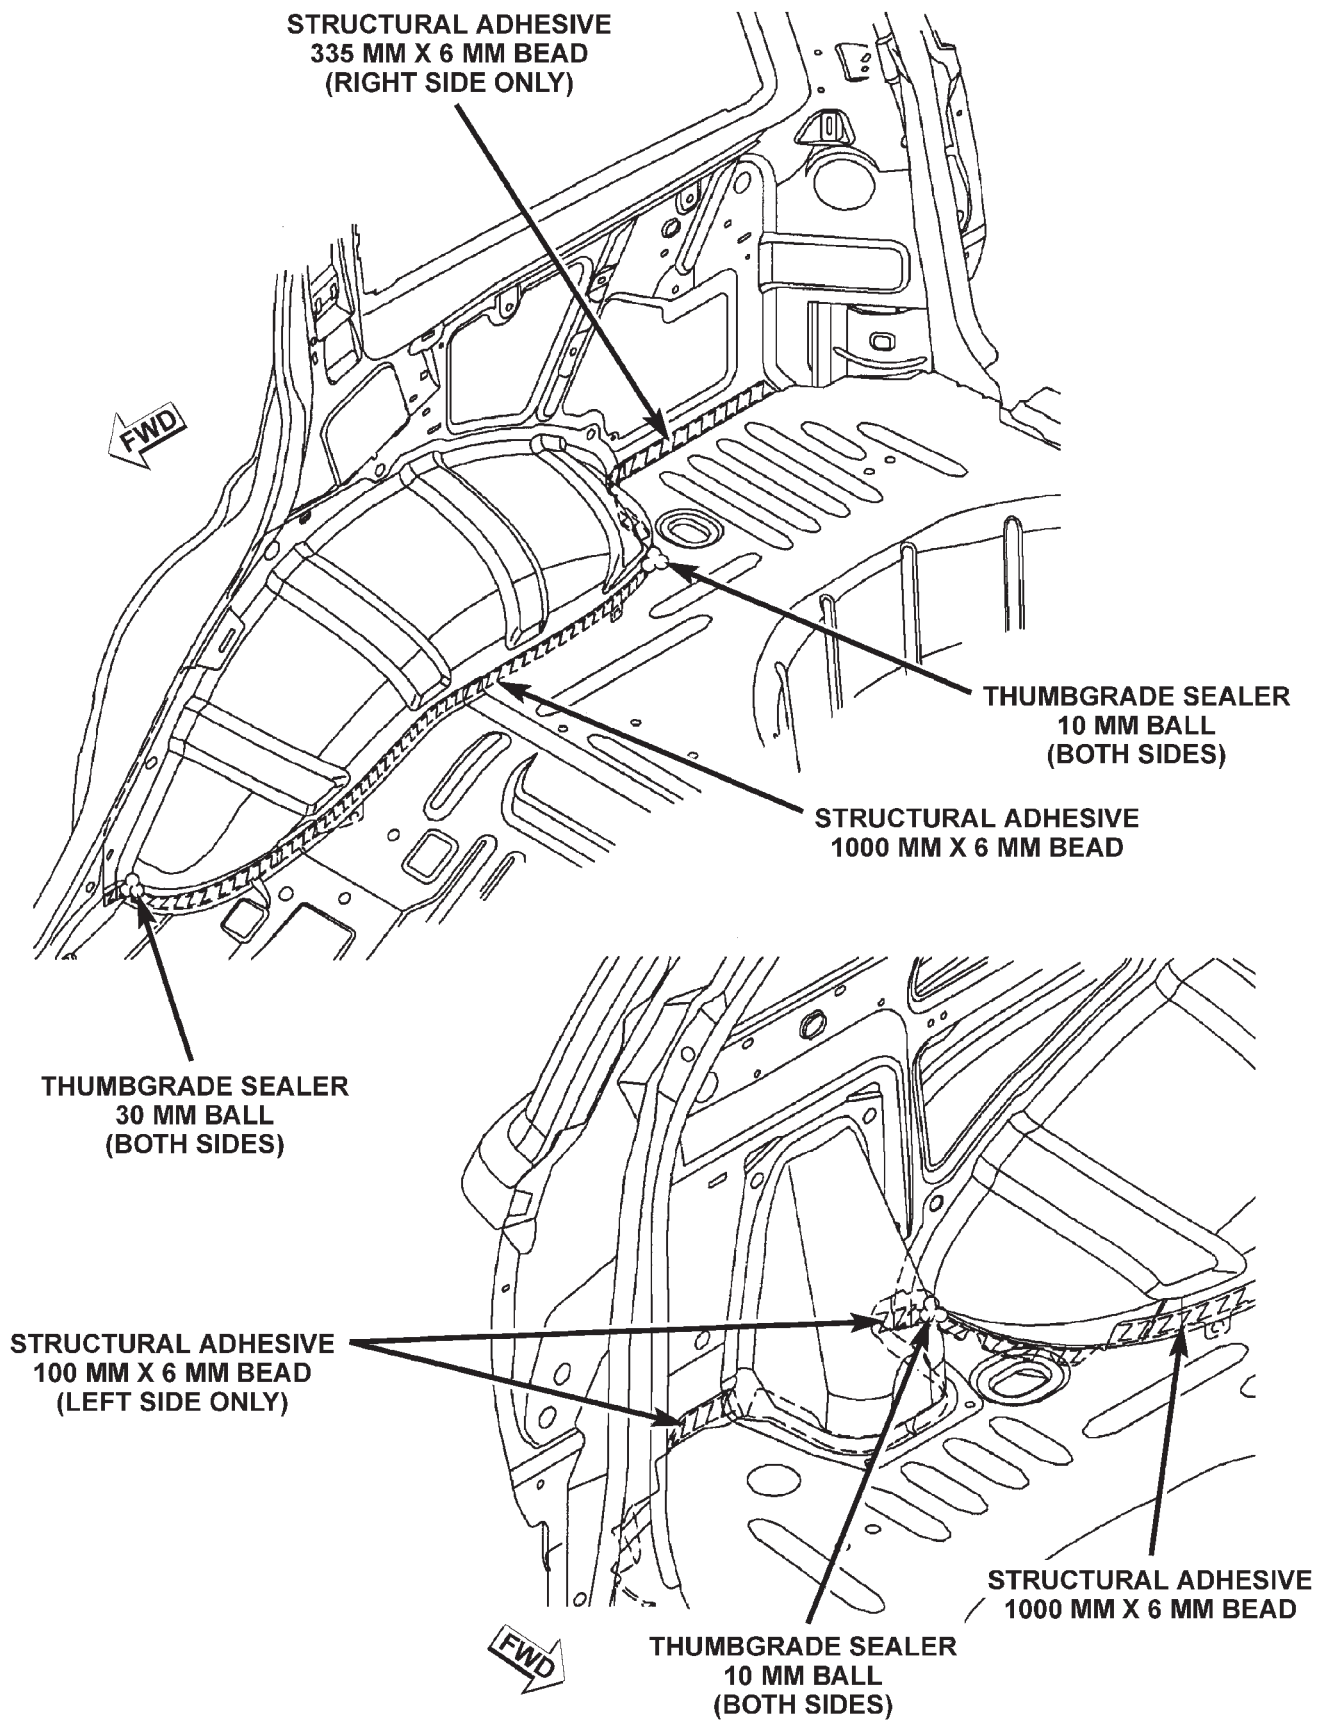 STRUCTURAL ADHESIVE
335 MM X 6 MM BEAD
(RIGHT SIDE ONLY)
FWD
THUMBGRADE SEALER
10 MM BALL
(BOTH SIDES)
STRUCTURAL ADHESIVE
1000 MM X 6 MM BEAD
THUMBGRADE SEALER
30 MM BALL
(BOTH SIDES)
STRUCTURAL ADHESIVE
100 MM X 6 MM BEAD
(LEFT SIDE ONLY)
STRUCTURAL ADHESIVE
1000 MM X 6 MM BEAD
FWD
THUMBGRADE SEALER
10 MM BALL
(BOTH SIDES)